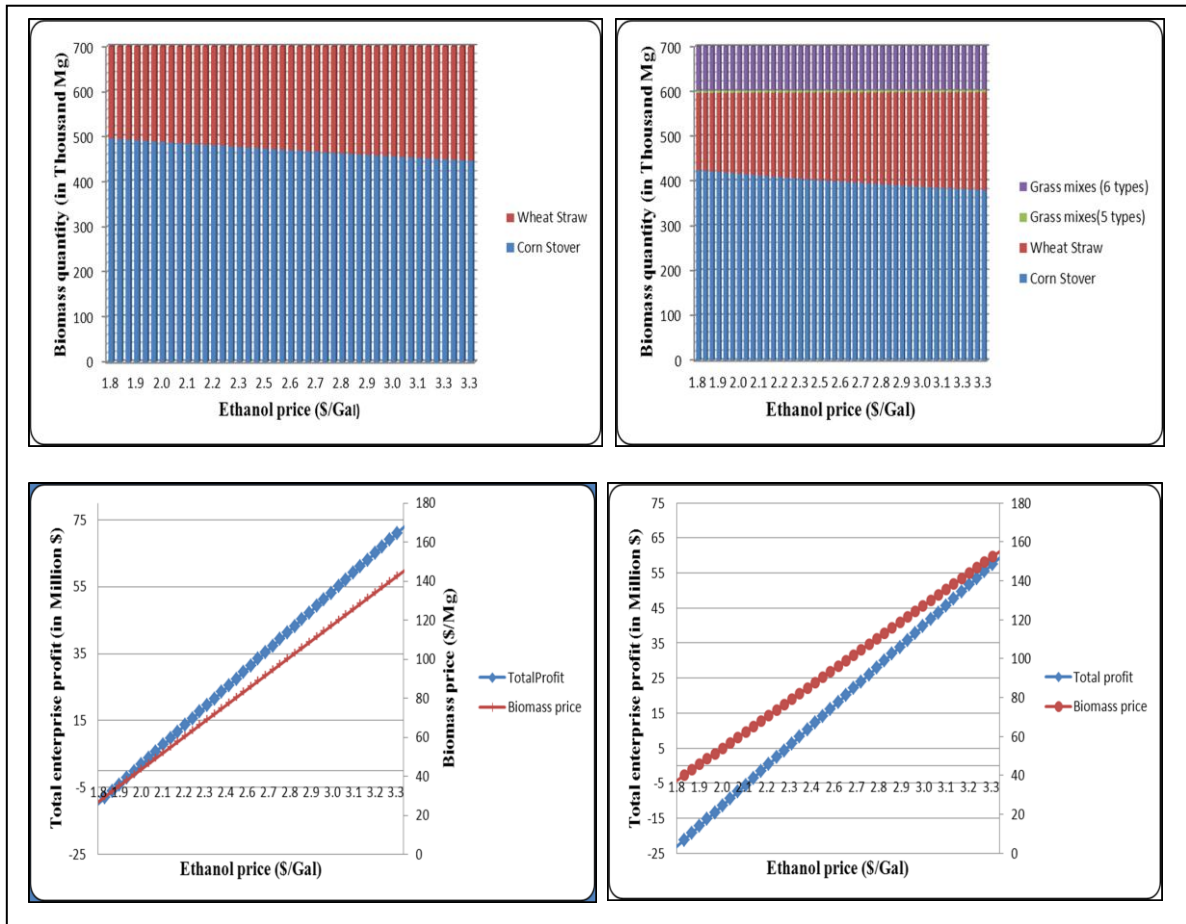 Biomass quantity (in Thousand Mg)
700
600
500
400
300
200
100
0
1.8 1.9 2.0 2.1 2.2 2.3 2.5 2.6 2.7 2.8 2.9 3.0 3.1 3.3
Ethanol price ($/Gal)
Wheat Straw
Corn Stover
Biomass quantity (in Thousand Mg)
700
600
500
400
300
200
100
0
1.8 1.9 2.0 2.1 2.2 2.3 2.5 2.6 2.7 2.8 2.9 3.0 3.1 3.3 3.3
Ethanol price ($/Gal)
Grass mixes (6 types)
Grass mixes(5 types)
Wheat Straw
Corn Stover
Total enterprise profit (in Million $)
75
55
35
15
-5
-25
1.8 1.9 2.0 2.1 2.2 2.3 2.4 2.6 2.7 2.8 2.9 3.0 3.1 3.2 3.3
Ethanol price ($/Gal)
180
160
140
120
100
80
60
40
20
0
Biomass price ($/Mg)
TotalProfit
Biomass price
Total enterprise profit (in Million $)
75
65
55
45
35
25
15
5
-5
-15
-25
1.8 1.9 2.0 2.1 2.2 2.3 2.4 2.6 2.7 2.8 2.9 3.0 3.1 3.2 3.3
Ethanol price ($/Gal)
180
160
140
120
100
80
60
40
20
0
Total profit
Biomass price